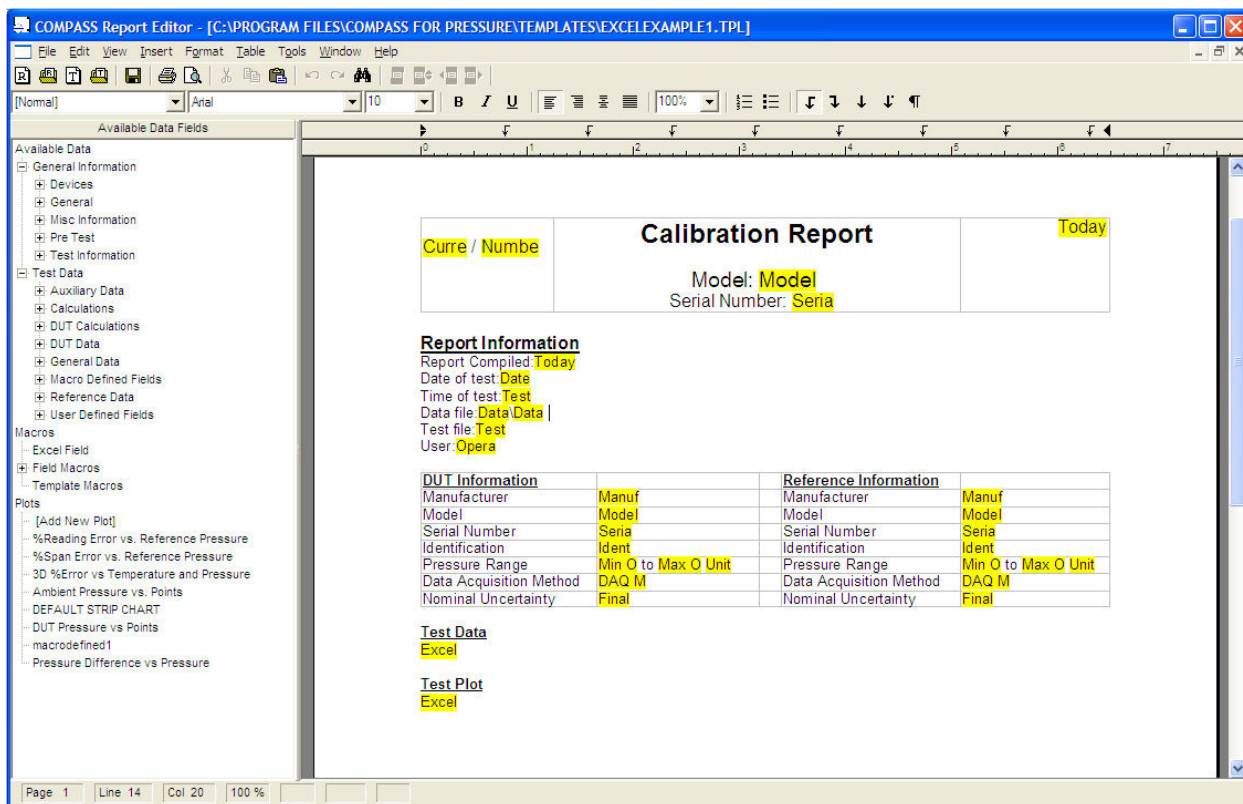 COMPASS Report Editor - [C:\PROGRAM FILES\COMPASS FOR PRESSURE\TEMPLATES\EXCELEXAMPLE1.TPL]
File Edit View Insert Format Table Tools Window Help
[Normal] Arial 10 B I U 100%
Available Data Fields
Available Data
General Information
Devices
General
Misc Information
Pre Test
Test Information
Test Data
Auxiliary Data
Calculations
DUT Calculations
DUT Data
General Data
Macro Defined Fields
Reference Data
User Defined Fields
Macros
Excel Field
Field Macros
Template Macros
Plots
[Add New Plot]
%Reading Error vs. Reference Pressure
%Span Error vs. Reference Pressure
3D %Error vs Temperature and Pressure
Ambient Pressure vs. Points
DEFAULT STRIP CHART
DUT Pressure vs Points
macrodefined1
Pressure Difference vs Pressure
0 1 2 3 4 5 6 7
Curre / Numbe
Calibration Report
Today
Model: Model
Serial Number: Seria
Report Information
Report Compiled:Today
Date of test:Date
Time of test:Test
Data file:Data\Data
Test file:Test
User:Opera
DUT Information Reference Information
Manufacturer Manuf Manufacturer Manuf
Model Model Model Model
Serial Number Seria Serial Number Seria
Identification Ident Identification Ident
Pressure Range Min O to Max O Unit Pressure Range Min O to Max O Unit
Data Acquisition Method DAQ M Data Acquisition Method DAQ M
Nominal Uncertainty Final Nominal Uncertainty Final
Test Data
Excel
Test Plot
Excel
Page 1 Line 14 Col 20 100 %